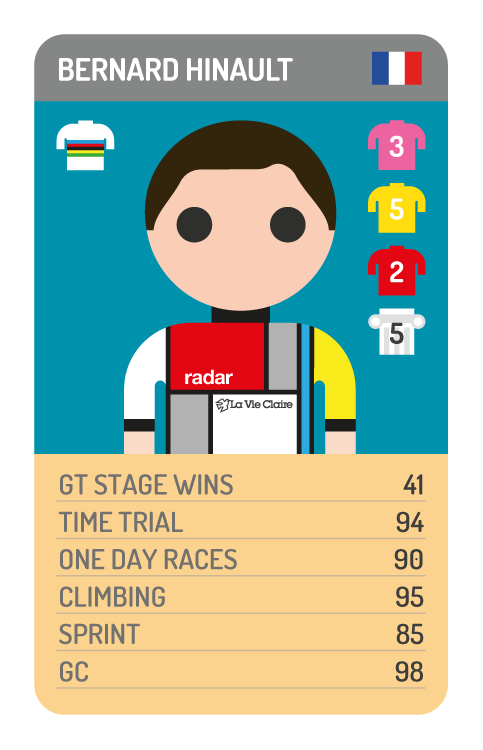 BERNARD HINAULT
3
5
2
5
radar
La Vie Claire
GT STAGE WINS 41
TIME TRIAL 94
ONE DAY RACES 90
CLIMBING 95
SPRINT 85
GC 98